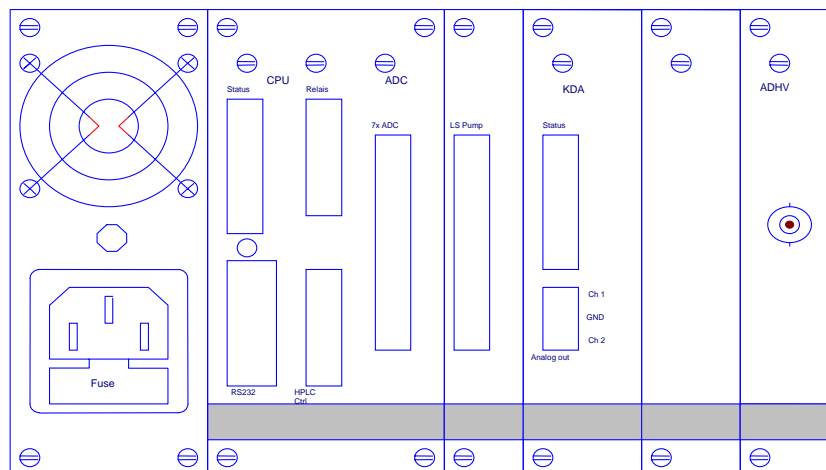 CPU
ADC
KDA
ADHV
Status
Relais
7x ADC
LS Pump
Status
Ch 1
GND
Ch 2
Analog out
Fuse
RS232
HPLC
Ctrl